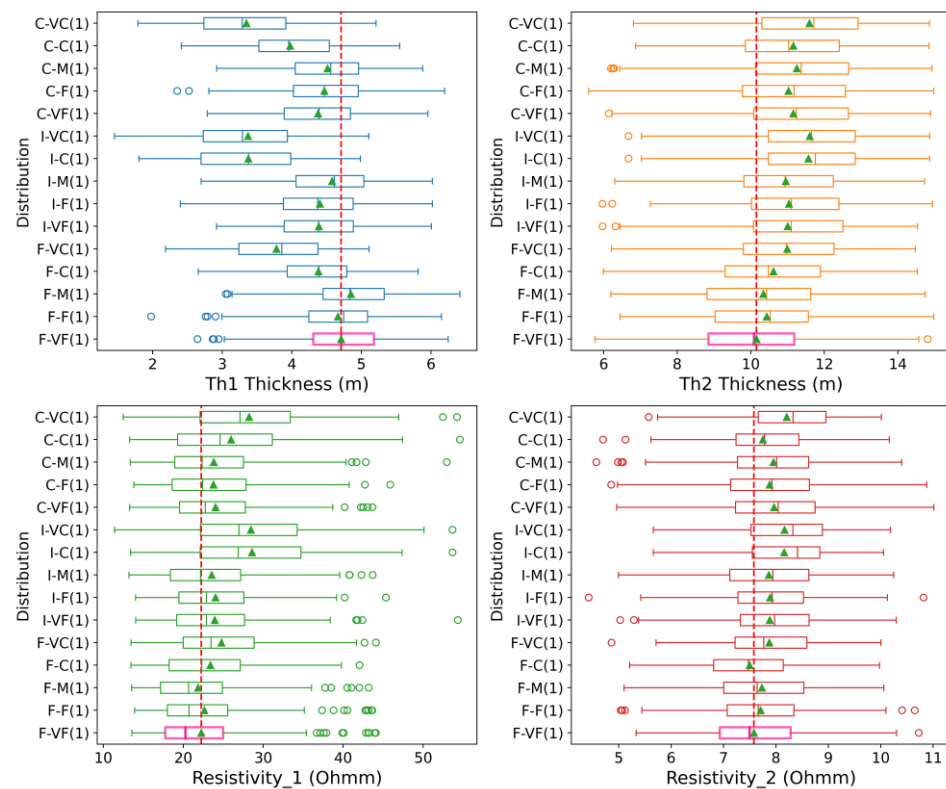 C-VC(1)
C-C(1)
C-M(1)
C-F(1)
C-VF(1)
I-VC(1)
I-C(1)
I-M(1)
I-F(1)
I-VF(1)
F-VC(1)
F-C(1)
F-M(1)
F-F(1)
F-VF(1)
Distribution
2 3 4 5 6
Th1 Thickness (m)
C-VC(1)
C-C(1)
C-M(1)
C-F(1)
C-VF(1)
I-VC(1)
I-C(1)
I-M(1)
I-F(1)
I-VF(1)
F-VC(1)
F-C(1)
F-M(1)
F-F(1)
F-VF(1)
Distribution
6 8 10 12 14
Th2 Thickness (m)
C-VC(1)
C-C(1)
C-M(1)
C-F(1)
C-VF(1)
I-VC(1)
I-C(1)
I-M(1)
I-F(1)
I-VF(1)
F-VC(1)
F-C(1)
F-M(1)
F-F(1)
F-VF(1)
Distribution
10 20 30 40 50
Resistivity_1 (Ohmm)
C-VC(1)
C-C(1)
C-M(1)
C-F(1)
C-VF(1)
I-VC(1)
I-C(1)
I-M(1)
I-F(1)
I-VF(1)
F-VC(1)
F-C(1)
F-M(1)
F-F(1)
F-VF(1)
Distribution
5 6 7 8 9 10 11
Resistivity_2 (Ohmm)